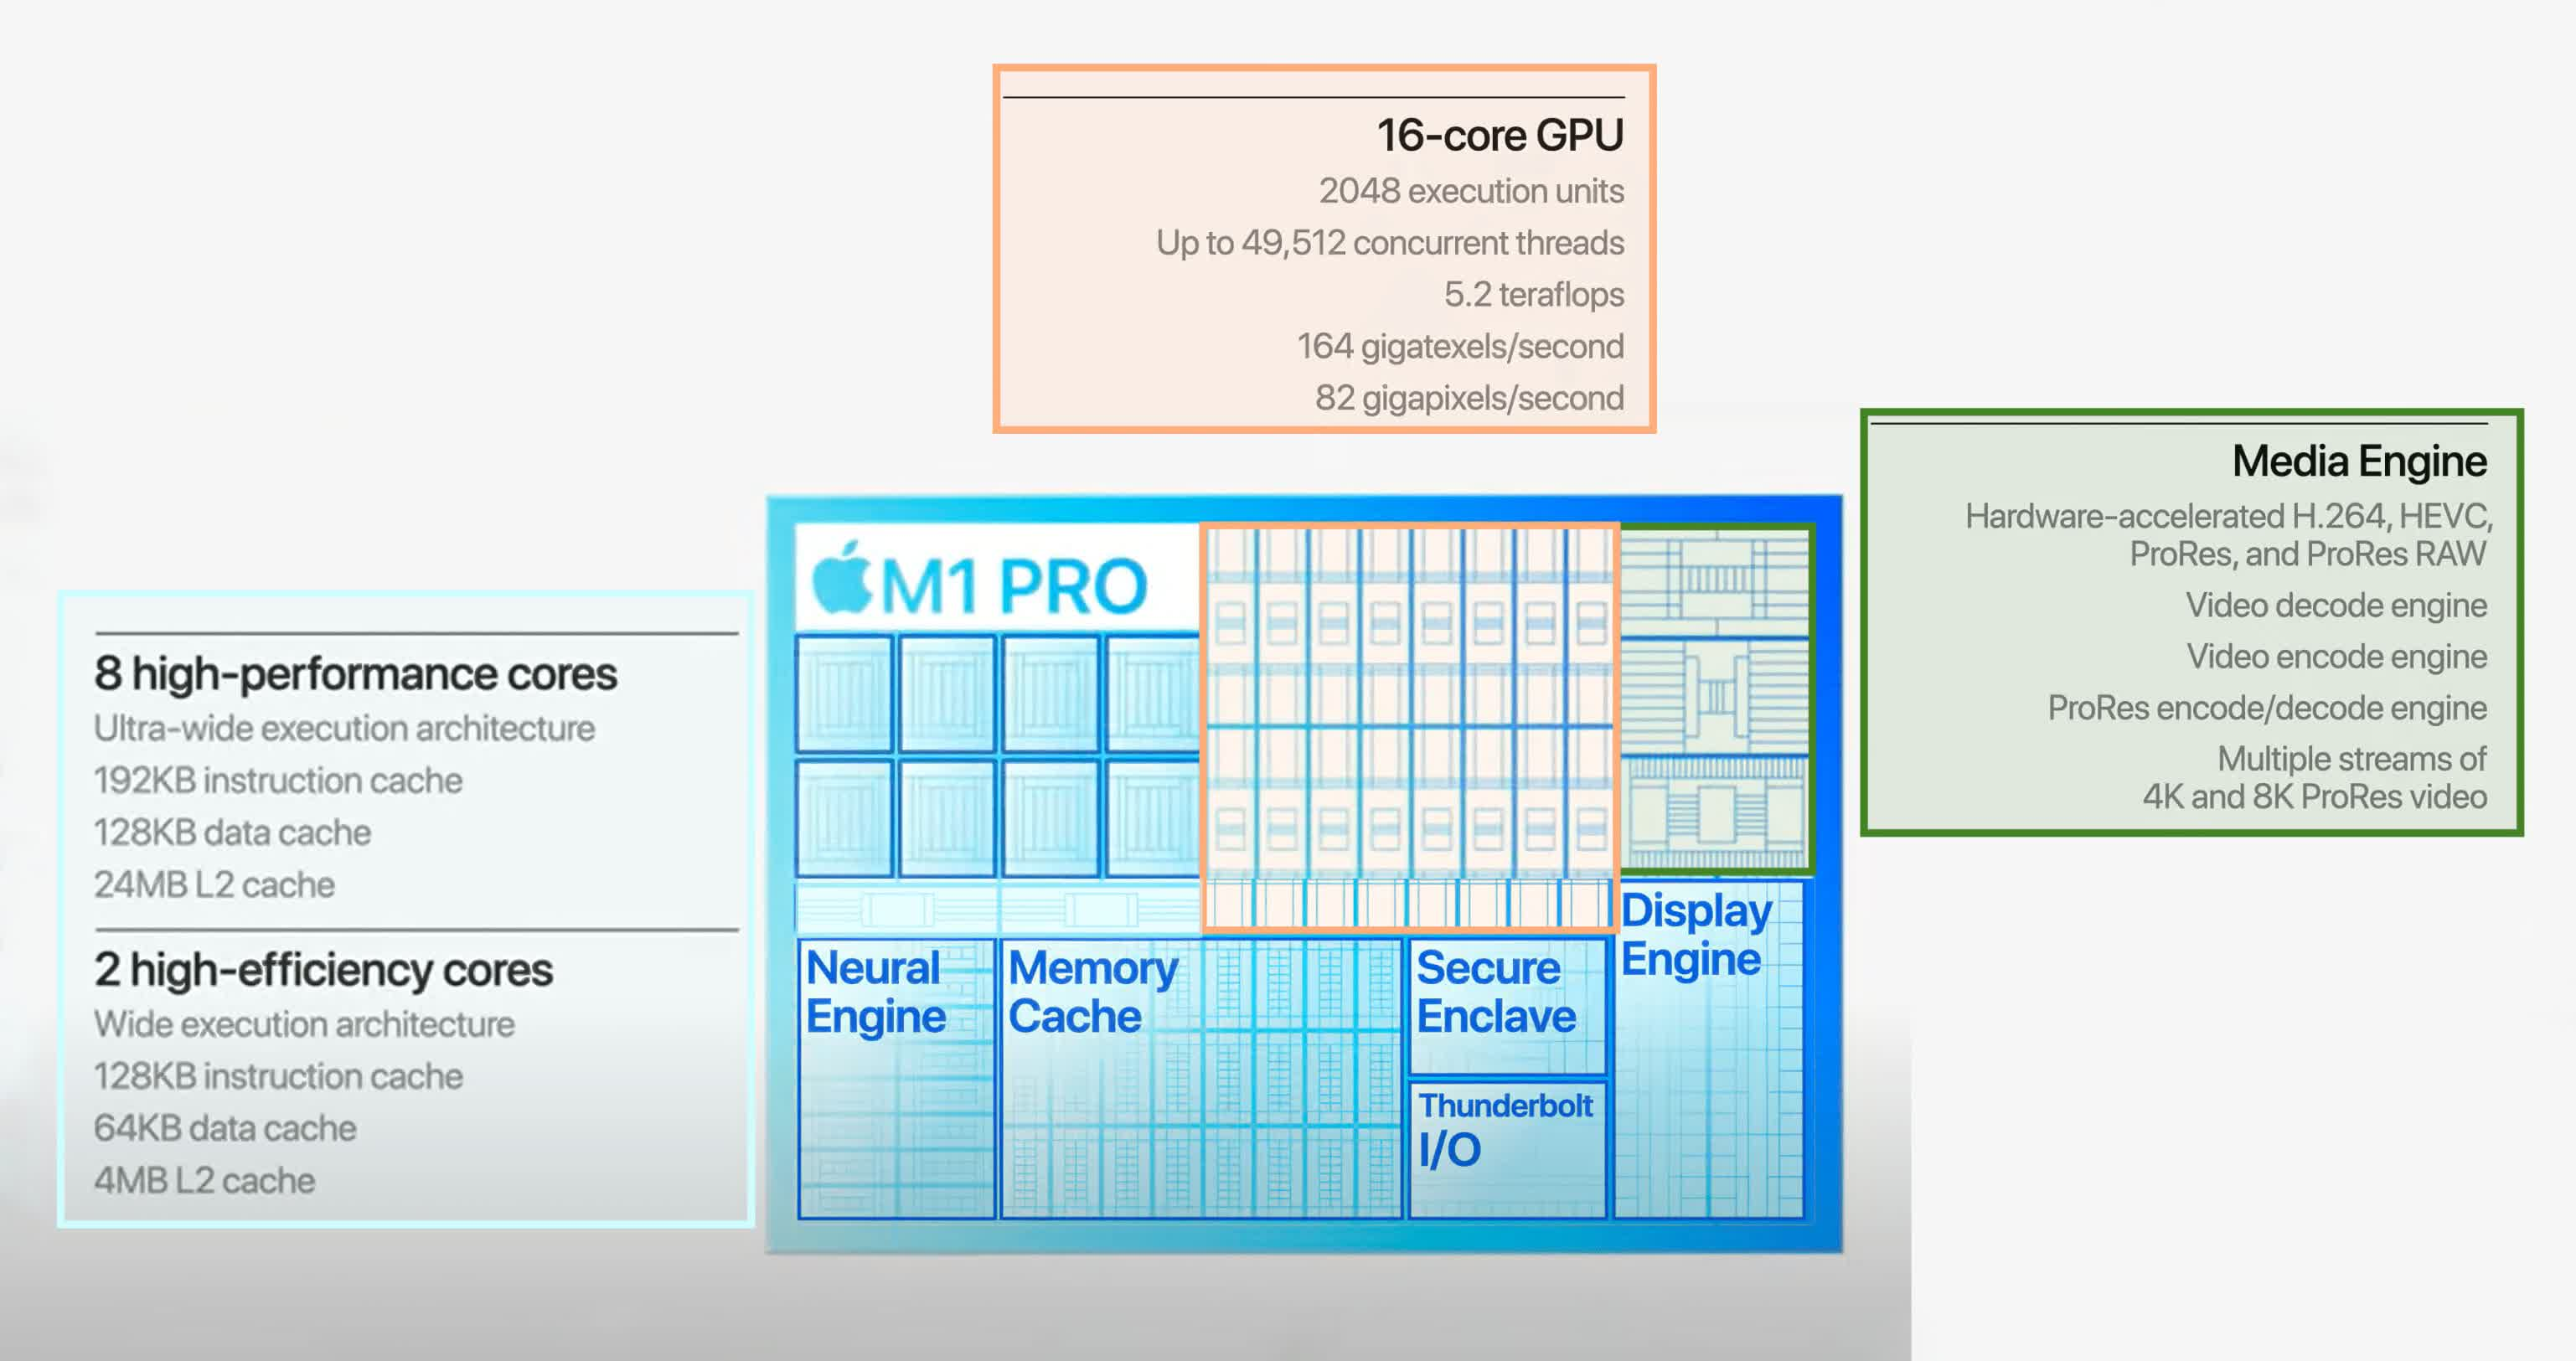 16-core GPU
2048 execution units
Up to 49,512 concurrent threads
5.2 teraflops
164 gigatexels/second
82 gigapixels/second
Media Engine
Hardware-accelerated H.264, HEVC,
ProRes, and ProRes RAW
Video decode engine
Video encode engine
ProRes encode/decode engine
Multiple streams of
4K and 8K ProRes video
8 high-performance cores
Ultra-wide execution architecture
192KB instruction cache
128KB data cache
24MB L2 cache
2 high-efficiency cores
Wide execution architecture
128KB instruction cache
64KB data cache
4MB L2 cache
M1 PRO
Neural
Engine
Memory
Cache
Secure
Enclave
Thunderbolt
I/O
Display
Engine